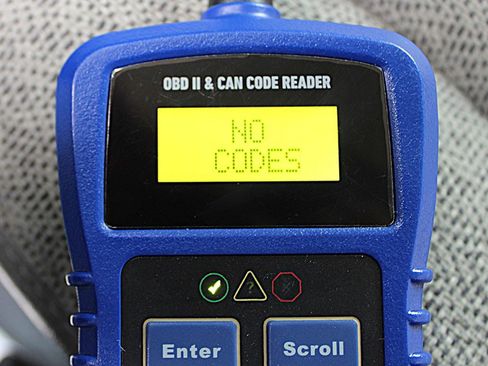 OBD II & CAN CODE READER
NO
CODES
?
Enter
Scroll